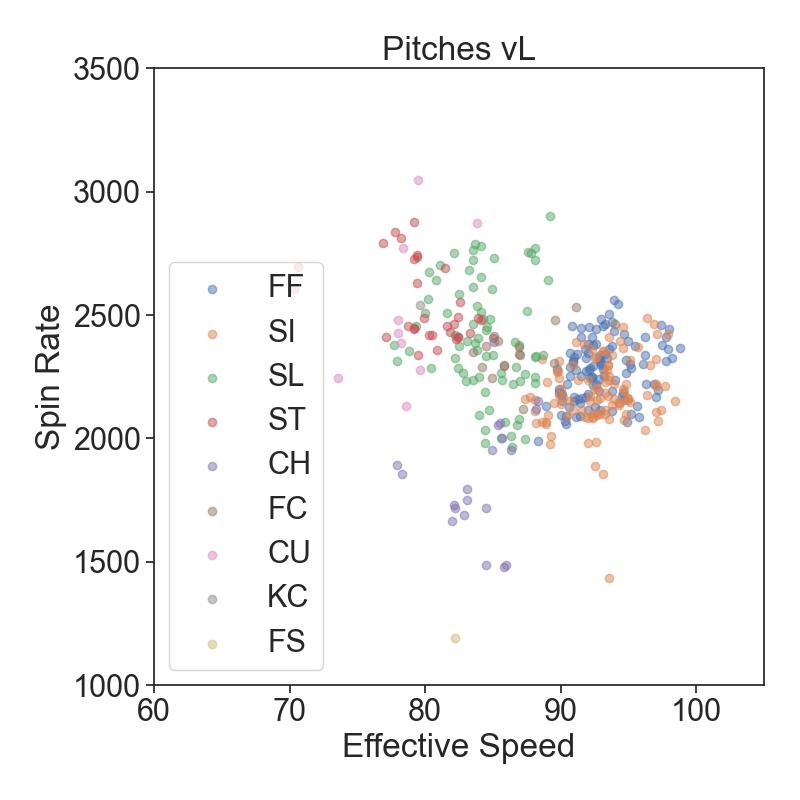 Pitches vL
3500
3000
2500
2000
1500
1000
Spin Rate
FF
SI
SL
ST
CH
FC
CU
KC
FS
60 70 80 90 100
Effective Speed